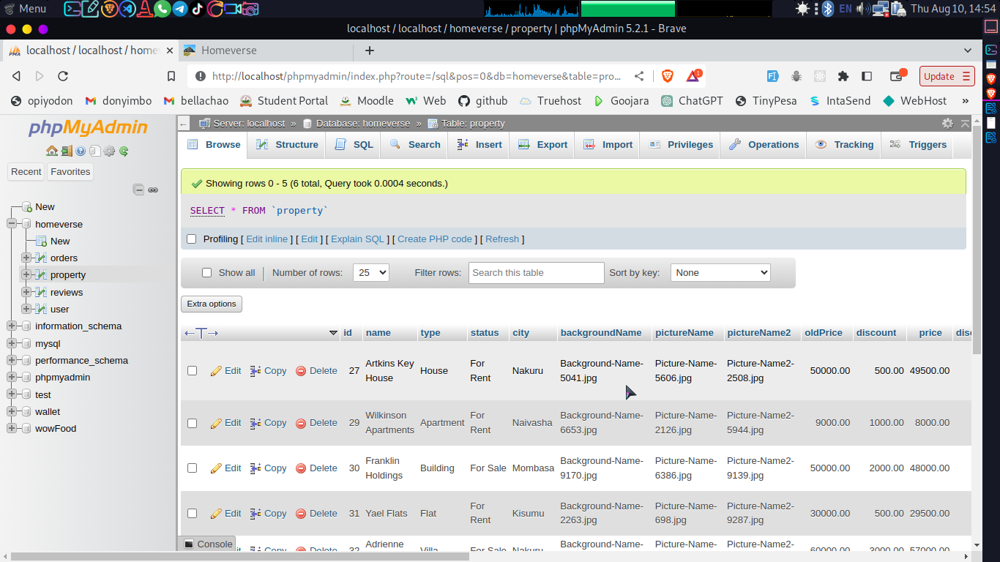 Menu
EN
Thu Aug 10, 14:54
localhost / localhost / homeverse / property | phpMyAdmin 5.2.1 - Brave
PMA
localhost / localhost / home
Homeverse
http://localhost/phpmyadmin/index.php?route=/sql&pos=0&db=homeverse&table=pro...
1
Update
opiyodon
donyimbo
bellachao
Student Portal
Moodle
Web
github
Truehost
Goojara
ChatGPT
TinyPesa
IntaSend
WebHost
»
phpMyAdmin
Recent
Favorites
New
homeverse
New
orders
property
reviews
user
information_schema
mysql
performance_schema
phpmyadmin
test
wallet
wowFood
Server: localhost » Database: homeverse » Table: property
Browse Structure SQL Search Insert Export Import Privileges Operations Tracking Triggers
Showing rows 0 - 5 (6 total, Query took 0.0004 seconds.)
SELECT * FROM `property`
Profiling [ Edit inline ] [ Edit ] [ Explain SQL ] [ Create PHP code ] [ Refresh ]
Show all | Number of rows: 25 Filter rows: Search this table Sort by key: None
Extra options
←T→ id name type status city backgroundName pictureName pictureName2 oldPrice discount price disc
Edit Copy Delete 27 Artkins Key House House For Rent Nakuru Background-Name-5041.jpg Picture-Name-5606.jpg Picture-Name2-2508.jpg 50000.00 500.00 49500.00
Edit Copy Delete 29 Wilkinson Apartments Apartment For Rent Naivasha Background-Name-6653.jpg Picture-Name-2126.jpg Picture-Name2-5944.jpg 9000.00 1000.00 8000.00
Edit Copy Delete 30 Franklin Holdings Building For Sale Mombasa Background-Name-9170.jpg Picture-Name-6386.jpg Picture-Name2-9139.jpg 50000.00 2000.00 48000.00
Edit Copy Delete 31 Yael Flats Flat For Rent Kisumu Background-Name-2263.jpg Picture-Name-698.jpg Picture-Name2-9287.jpg 30000.00 500.00 29500.00
Copy Delete 32 Adrienne Villa For Sale Nakuru Background-Name- Picture-Name- Picture-Name2- 60000.00 3000.00 57000.00
Console